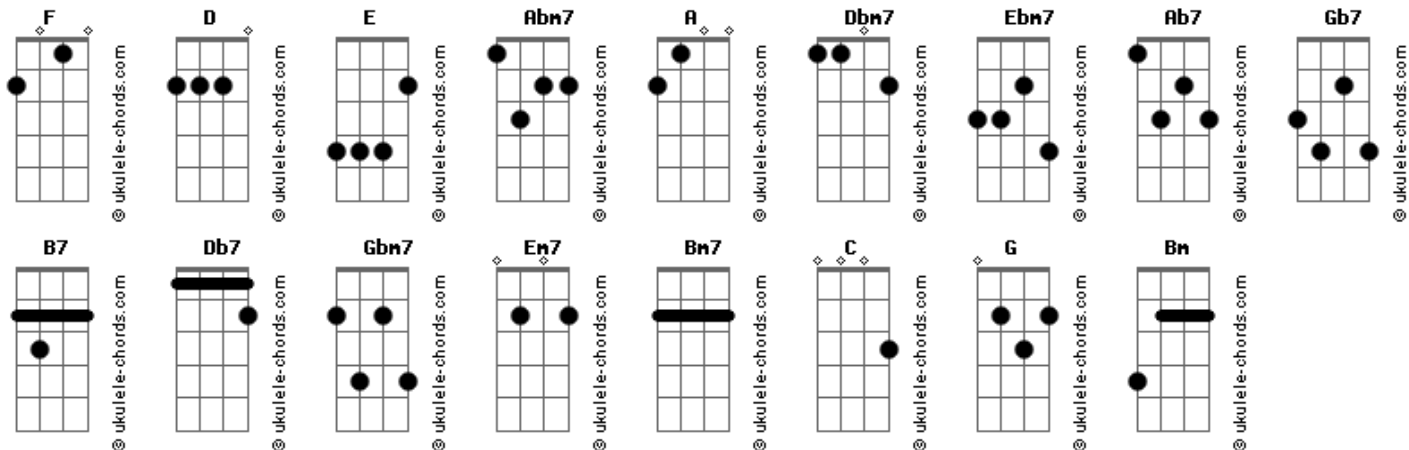 F D E Abm7 A Dbm7 Ebm7 Ab7 Gb7
© ukulele-chords.com © ukulele-chords.com © ukulele-chords.com © ukulele-chords.com © ukulele-chords.com © ukulele-chords.com © ukulele-chords.com © ukulele-chords.com © ukulele-chords.com
B7 Db7 Gbm7 Em7 Bm7 C G Bm
© ukulele-chords.com © ukulele-chords.com © ukulele-chords.com © ukulele-chords.com © ukulele-chords.com © ukulele-chords.com © ukulele-chords.com © ukulele-chords.com